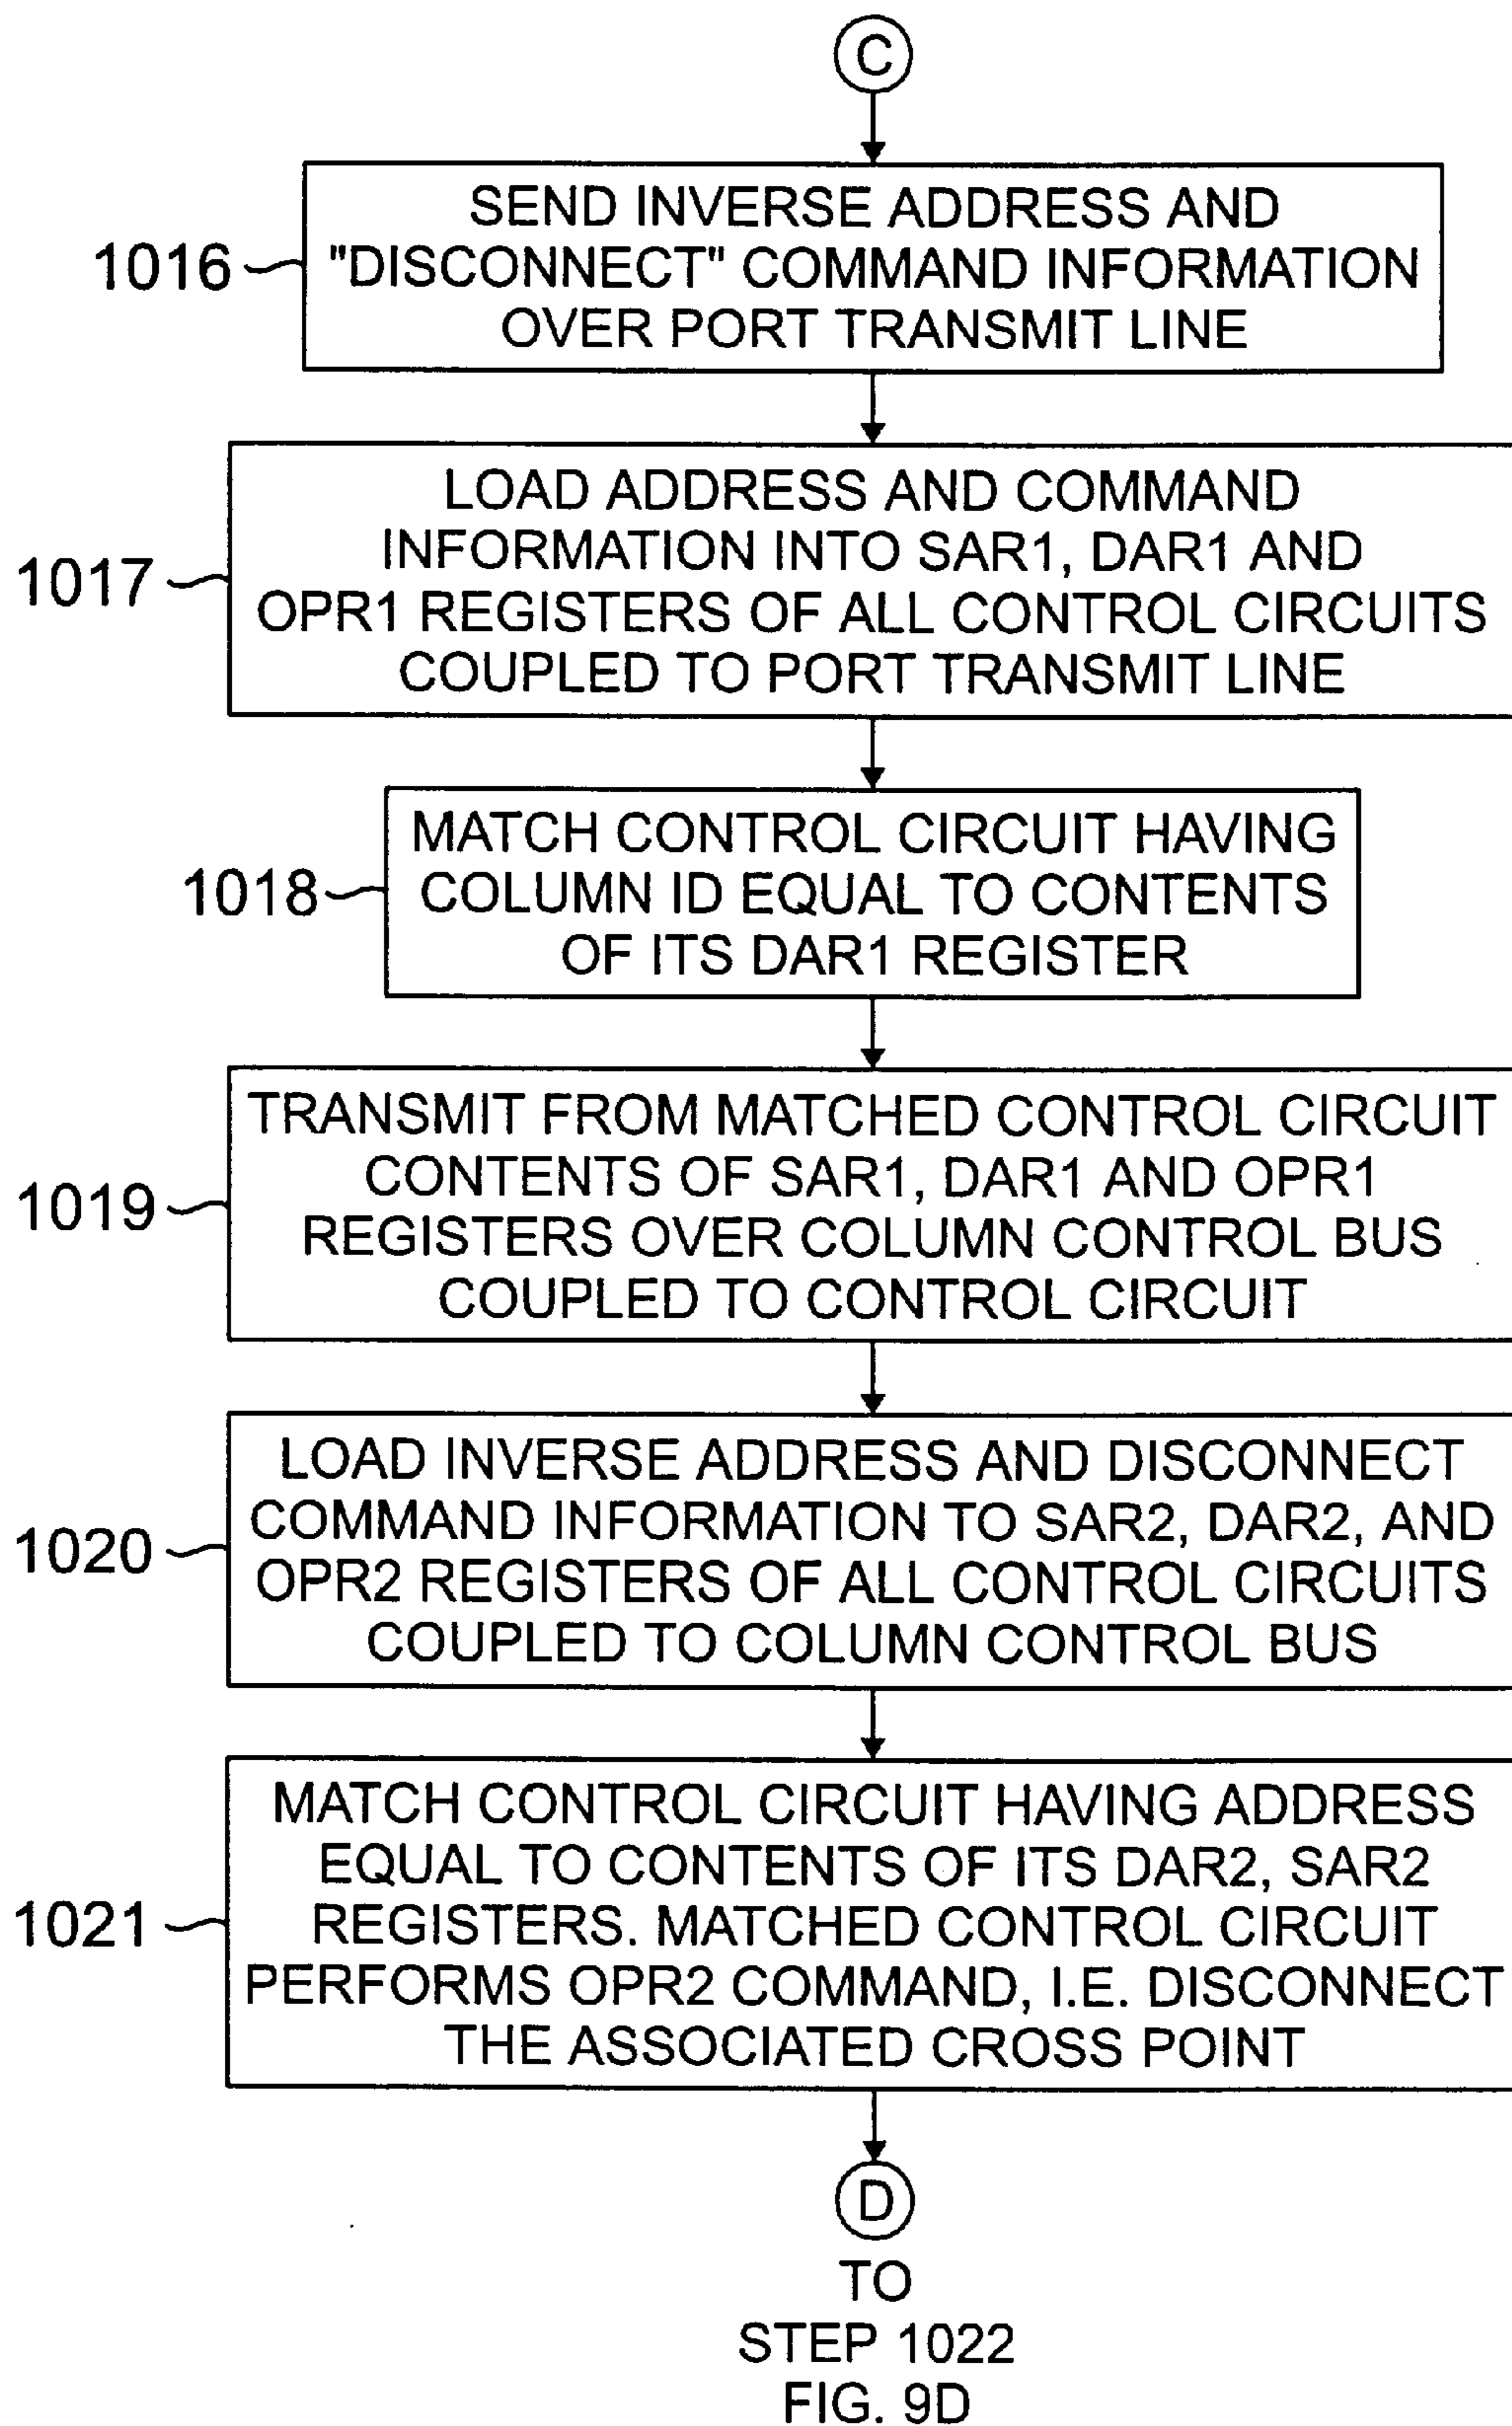 C
SEND INVERSE ADDRESS AND
1016
"DISCONNECT" COMMAND INFORMATION
OVER PORT TRANSMIT LINE
LOAD ADDRESS AND COMMAND
INFORMATION INTO SAR1, DAR1 AND
1017
OPR1 REGISTERS OF ALL CONTROL CIRCUITS
COUPLED TO PORT TRANSMIT LINE
MATCH CONTROL CIRCUIT HAVING
1018
COLUMN ID EQUAL TO CONTENTS
OF ITS DAR1 REGISTER
TRANSMIT FROM MATCHED CONTROL CIRCUIT
CONTENTS OF SAR1, DAR1 AND OPR1
1019
REGISTERS OVER COLUMN CONTROL BUS
COUPLED TO CONTROL CIRCUIT
LOAD INVERSE ADDRESS AND DISCONNECT
COMMAND INFORMATION TO SAR2, DAR2, AND
1020
OPR2 REGISTERS OF ALL CONTROL CIRCUITS
COUPLED TO COLUMN CONTROL BUS
MATCH CONTROL CIRCUIT HAVING ADDRESS
EQUAL TO CONTENTS OF ITS DAR2, SAR2
1021
REGISTERS. MATCHED CONTROL CIRCUIT
PERFORMS OPR2 COMMAND, I.E. DISCONNECT
THE ASSOCIATED CROSS POINT
D
TO
STEP 1022
FIG. 9D